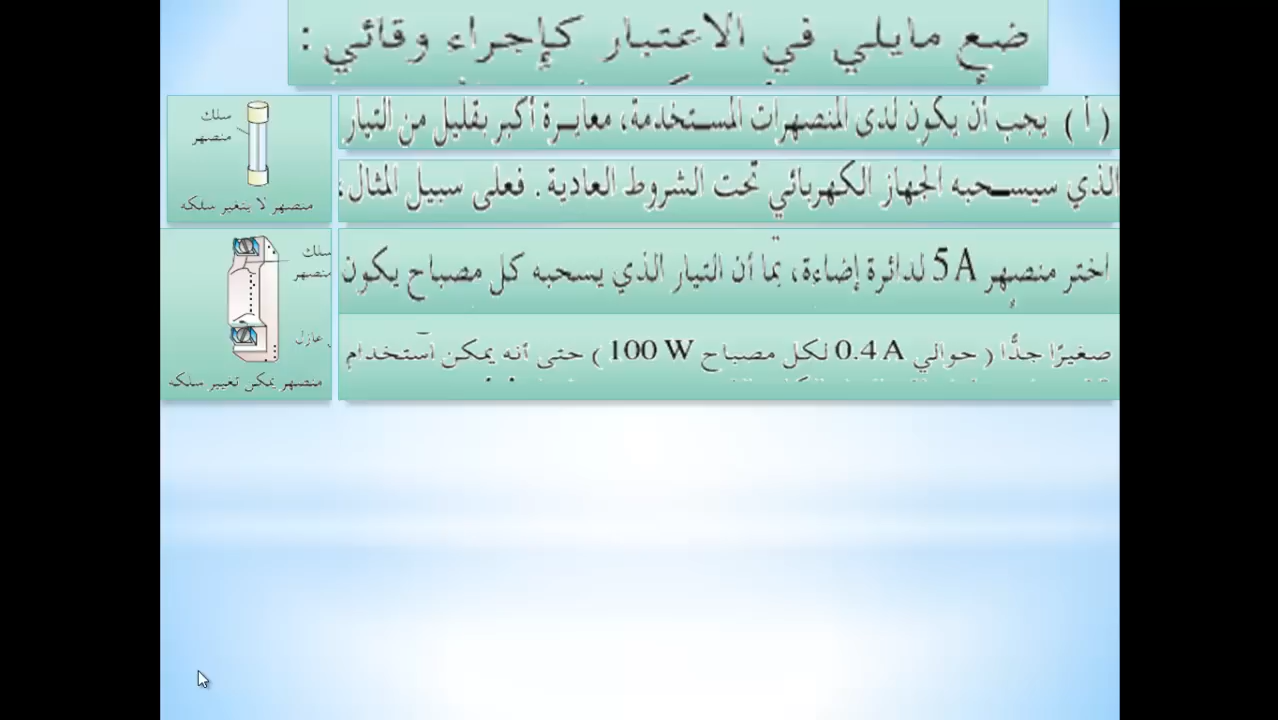 ضع مايلي في الاعتبار كإجراء وقائي :
( أ ) يجب أن يكون لدى المنصهرات المستخدمة، معايرة أكبر بقليل من التيار
الذي سيسحبه الجهاز الكهربائي تحت الشروط العادية . فعلى سبيل المثال،
اختر منصهر 5A لدائرة إضاءة، بما أن التيار الذي يسحبه كل مصباح يكون
صغيرًا جدًّا ( حوالي 0.4A لكل مصباح 100 W ) حتى أنه يمكن استخدام
سلك
منصهر
منصهر لا يتغير سلكه
سلك
منصهر
عازل
منصهر يمكن تغيير سلكه